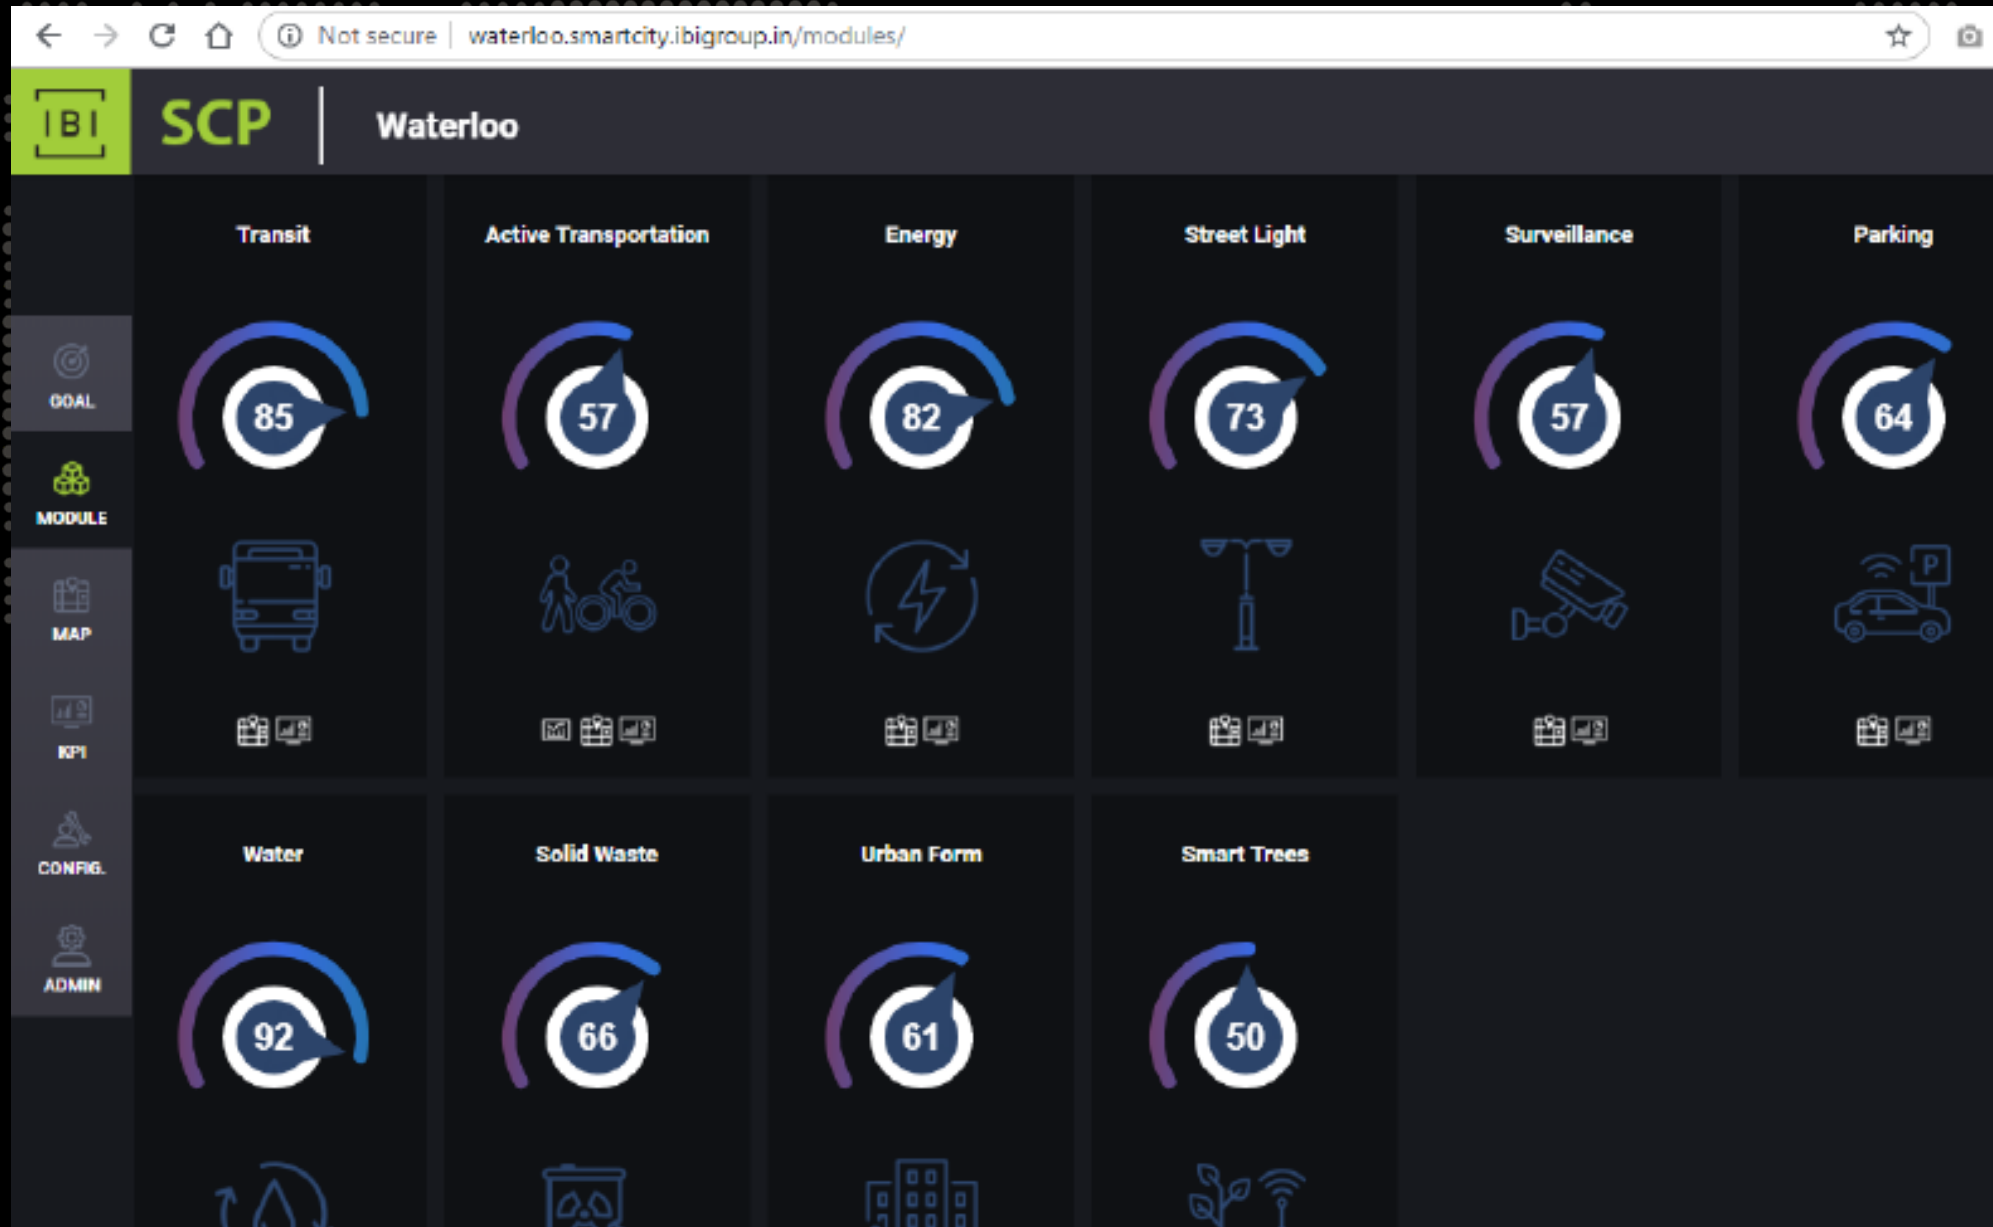 Not secure | waterloo.smartcity.ibigroup.in/modules/
IBI SCP Waterloo
Transit Active Transportation Energy Street Light Surveillance Parking
85 57 82 73 57 64
GOAL
MODULE
P
MAP
KPI
Water Solid Waste Urban Form Smart Trees
CONFIG.
ADMIN
92 66 61 50